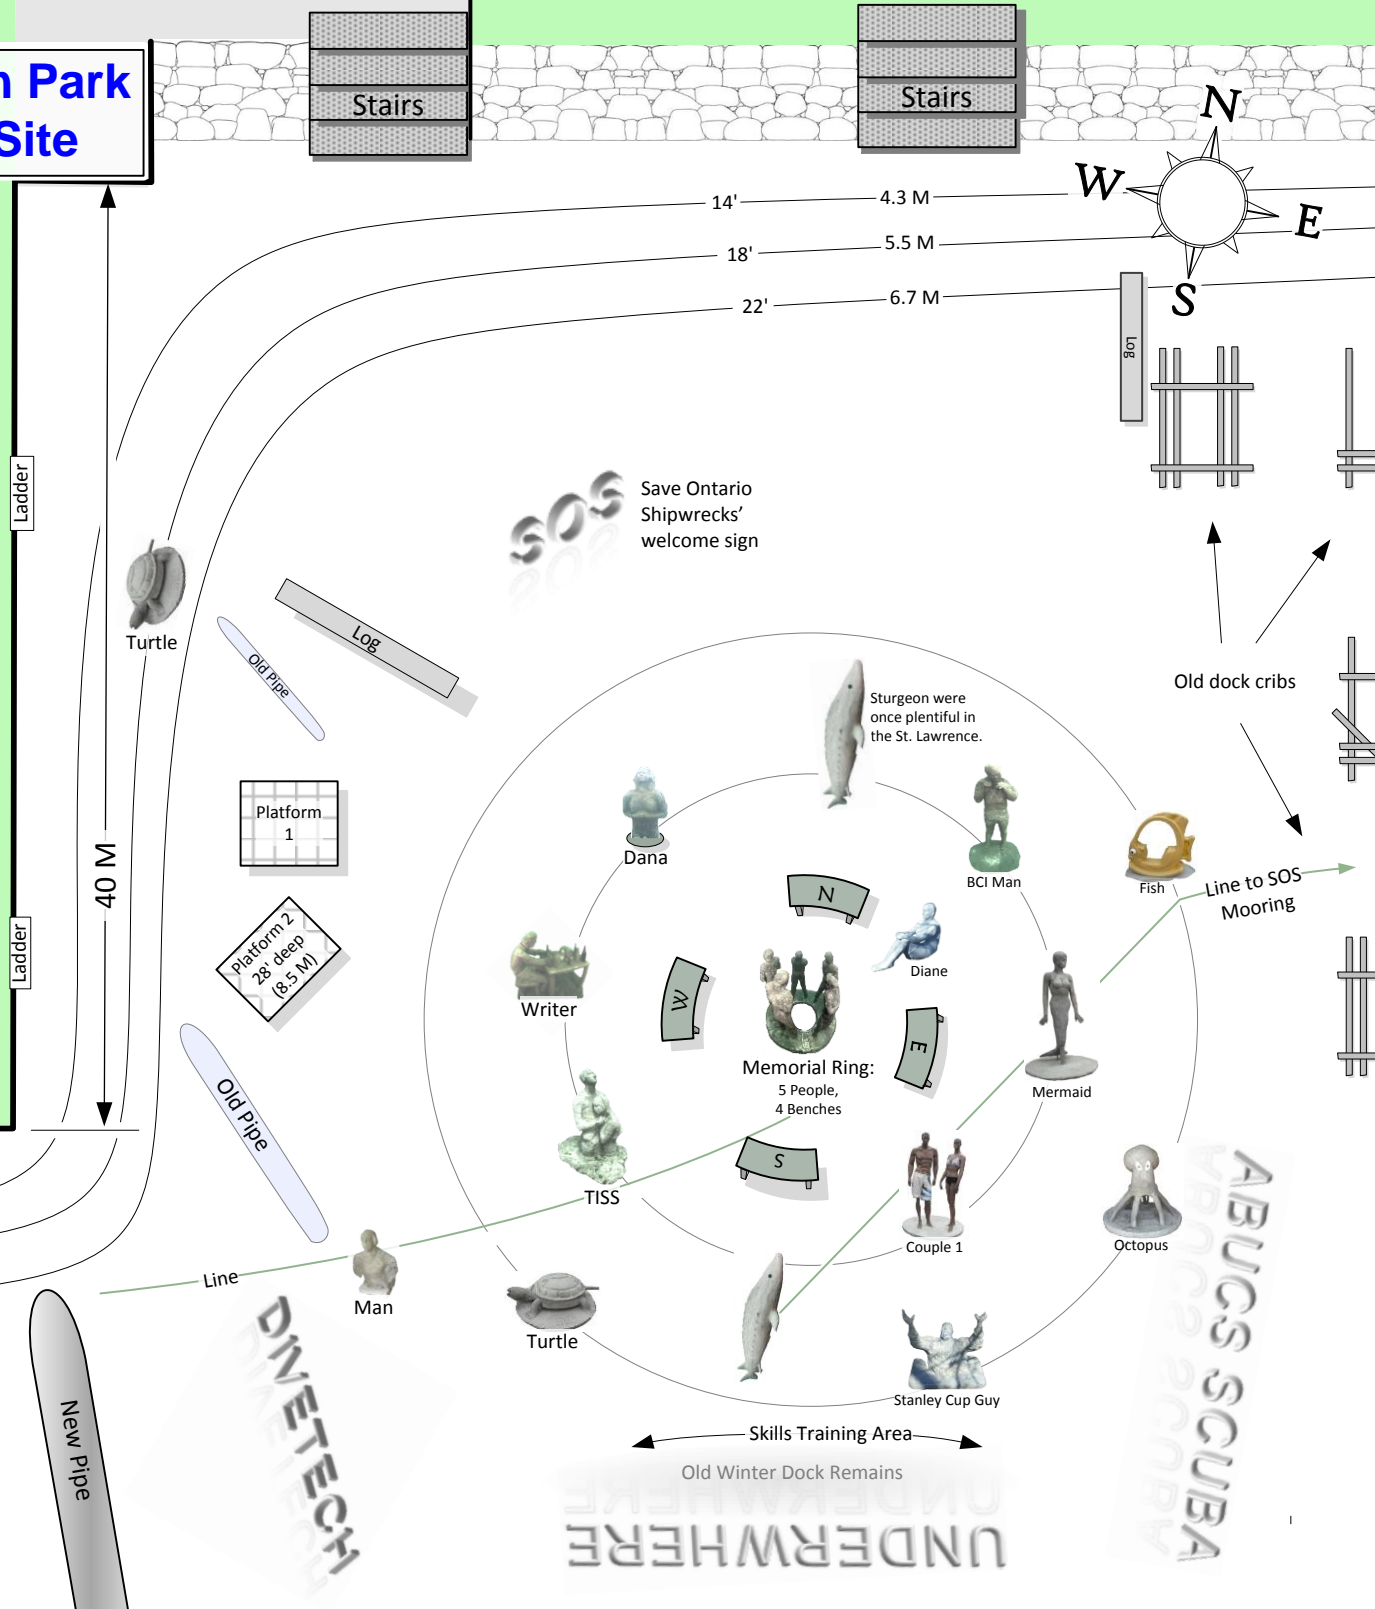 n Park
Site
Stairs
Stairs
N
W
E
S
14'
4.3 M
18'
5.5 M
22'
6.7 M
Log
Ladder
SOS
Save Ontario
Shipwrecks’
welcome sign
Turtle
Log
Old Pipe
Old dock cribs
Sturgeon were
once plentiful in
the St. Lawrence.
Platform
1
40 M
Dana
BCI Man
Fish
Line to SOS
Mooring
N
Ladder
Platform 2
28' deep
(8.5 M)
Writer
W
Diane
E
Memorial Ring:
5 People,
4 Benches
Mermaid
Old Pipe
S
TISS
Couple 1
Octopus
Line
Man
Turtle
Stanley Cup Guy
ABUCS SCUBA
DIVETECH
New Pipe
Skills Training Area
Old Winter Dock Remains
UNDERWHERE